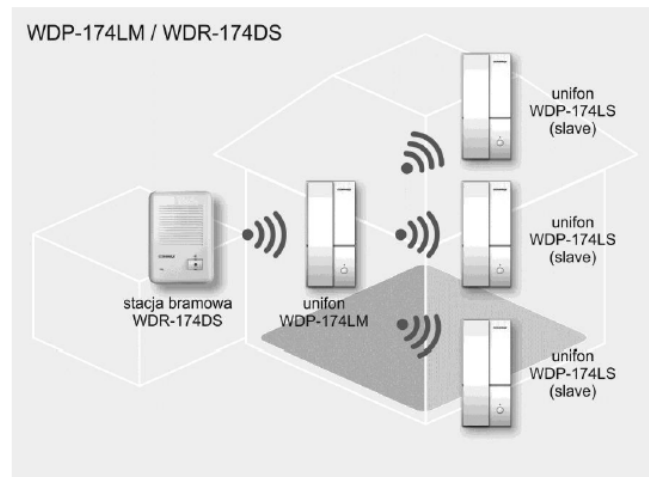 WDP-174LM / WDR-174DS
unifon
WDP-174LS
(slave)
stacja bramowa
WDR-174DS
unifon
WDP-174LM
unifon
WDP-174LS
(slave)
unifon
WDP-174LS
(slave)